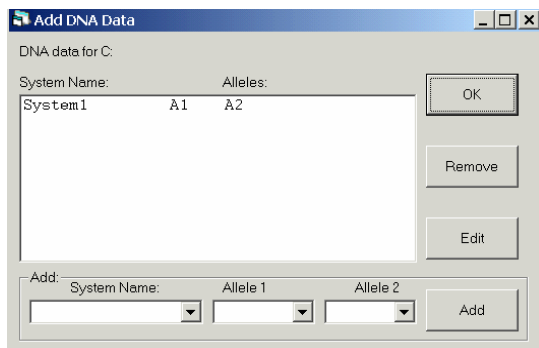 Add DNA Data
DNA data for C:
System Name: Alleles:
System1 A1 A2
OK
Remove
Edit
Add:
System Name: Allele 1 Allele 2
Add